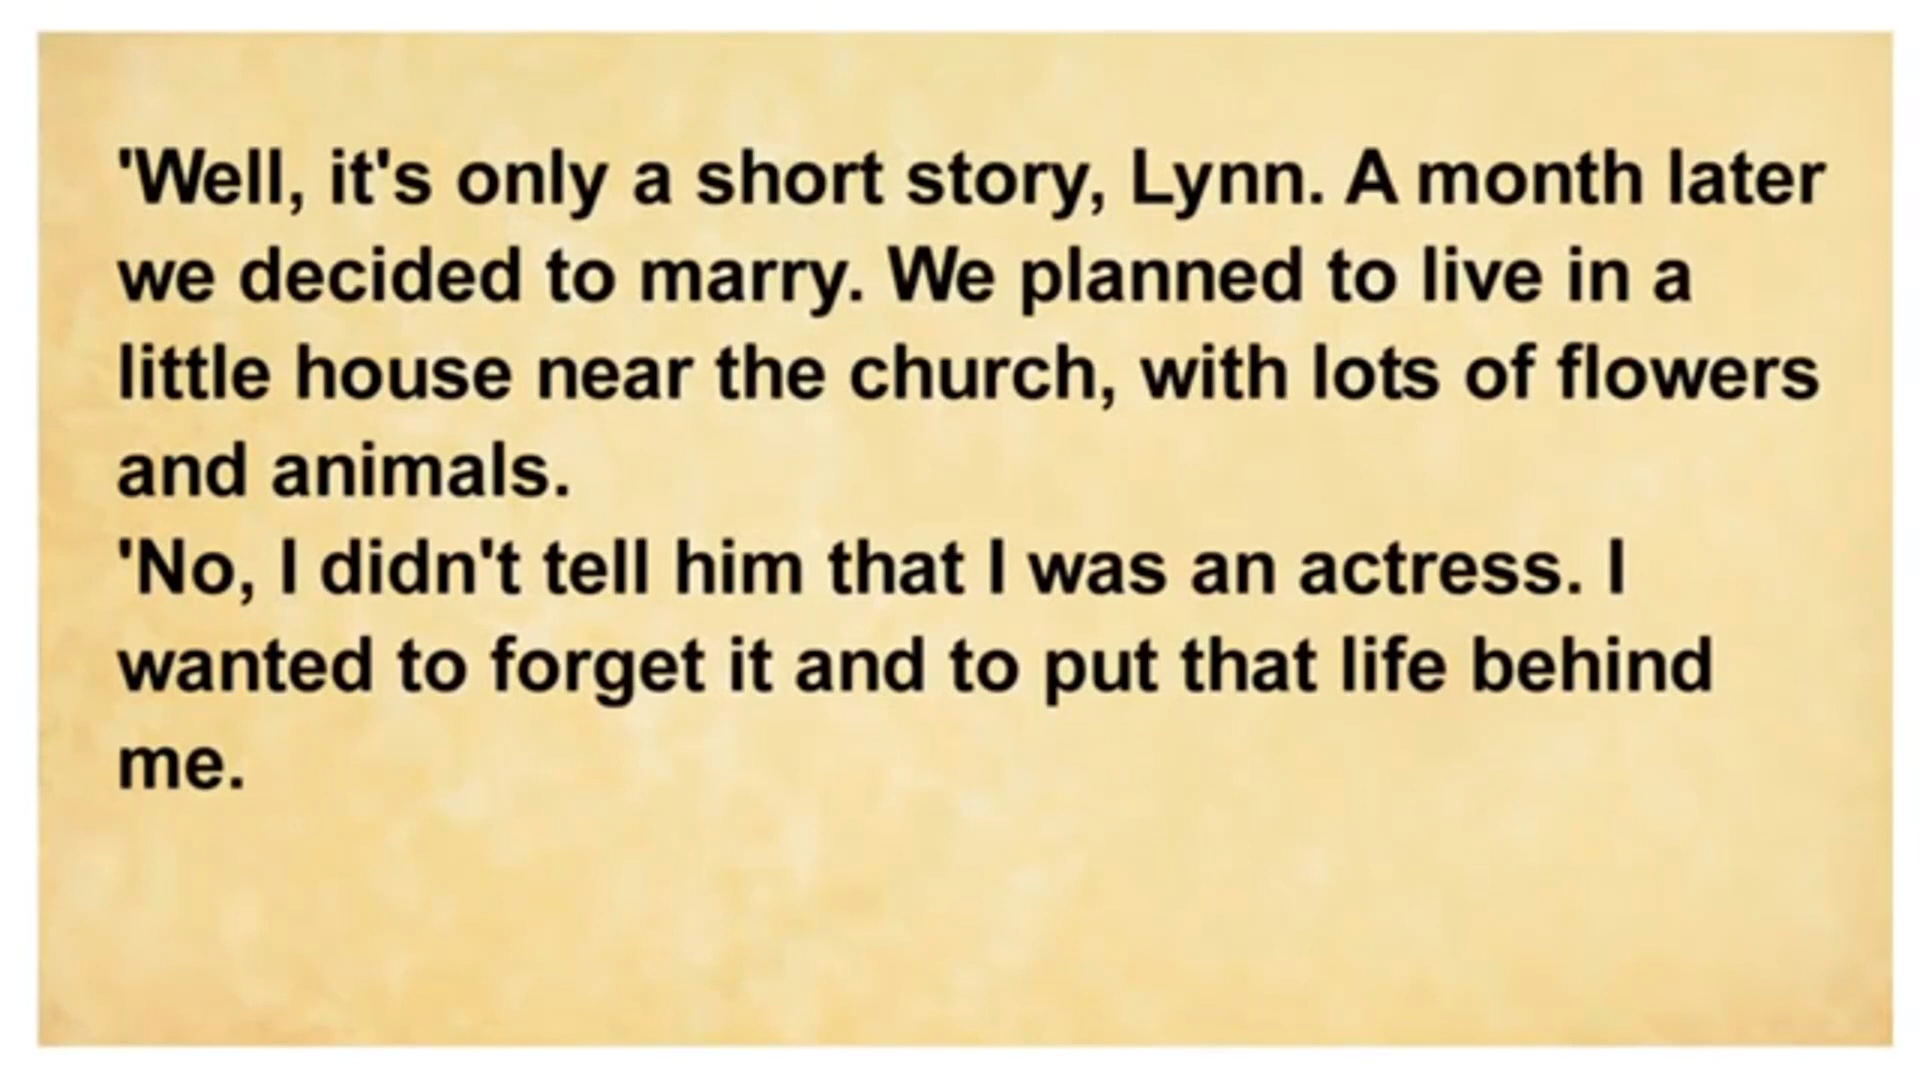 'Well, it's only a short story, Lynn. A month later
we decided to marry. We planned to live in a
little house near the church, with lots of flowers
and animals.
'No, I didn't tell him that I was an actress. I
wanted to forget it and to put that life behind
me.